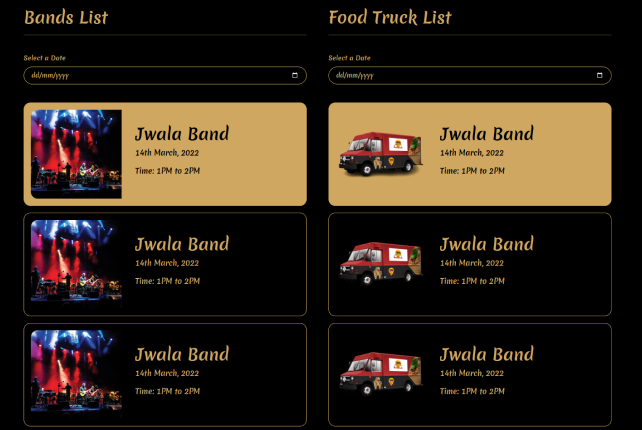 Bands List
Select a Date
dd/mm/yyyy
Jwala Band
14th March, 2022
Time: 1PM to 2PM
Jwala Band
14th March, 2022
Time: 1PM to 2PM
Jwala Band
14th March, 2022
Time: 1PM to 2PM
Food Truck List
Select a Date
dd/mm/yyyy
Jwala Band
14th March, 2022
Time: 1PM to 2PM
Jwala Band
14th March, 2022
Time: 1PM to 2PM
Jwala Band
14th March, 2022
Time: 1PM to 2PM